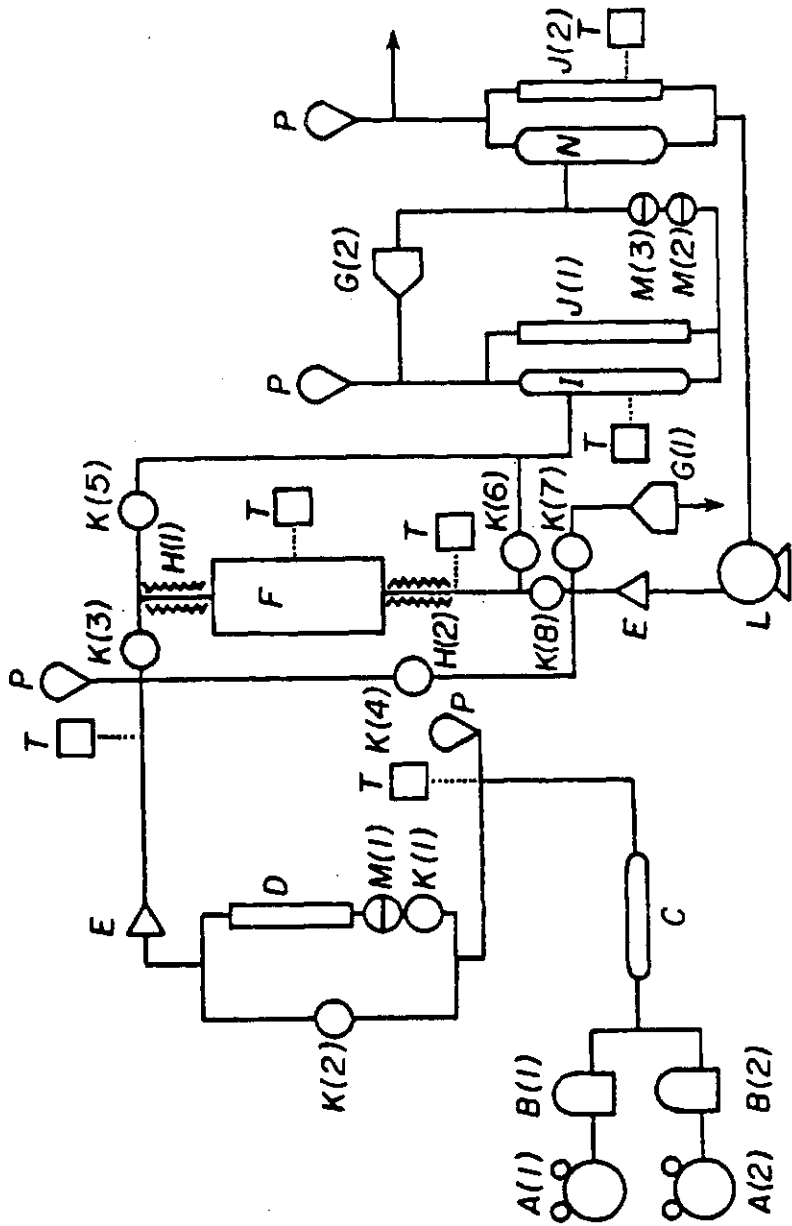 P
T
J(2)
N
G(2)
M(3)
M(2)
P
J(1)
I
T
G(1)
K(5)
H(1)
T
F
T
K(6)
K(7)
K(3)
H(2)
K(8)
E
L
P
T
K(4)
P
T
E
D
M(1)
K(1)
K(2)
C
B(1)
B(2)
A(1)
A(2)